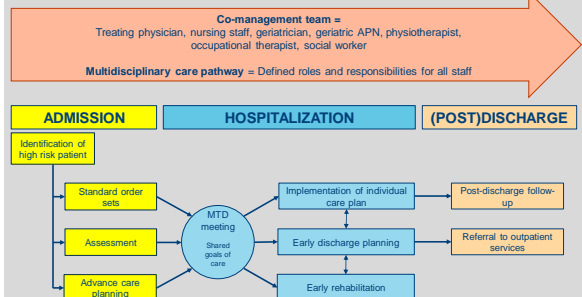 Co-management team =
Treating physician, nursing staff, geriatrician, geriatric APN, physiotherapist,
occupational therapist, social worker
Multidisciplinary care pathway = Defined roles and responsibilities for all staff
ADMISSION
HOSPITALIZATION
(POST)DISCHARGE
Identification of
high risk patient
Standard order
sets
Assessment
Advance care
planning
MTD
meeting
Shared
goals of
care
Implementation of individual
care plan
Early discharge planning
Early rehabilitation
Post-discharge follow-
up
Referral to outpatient
services